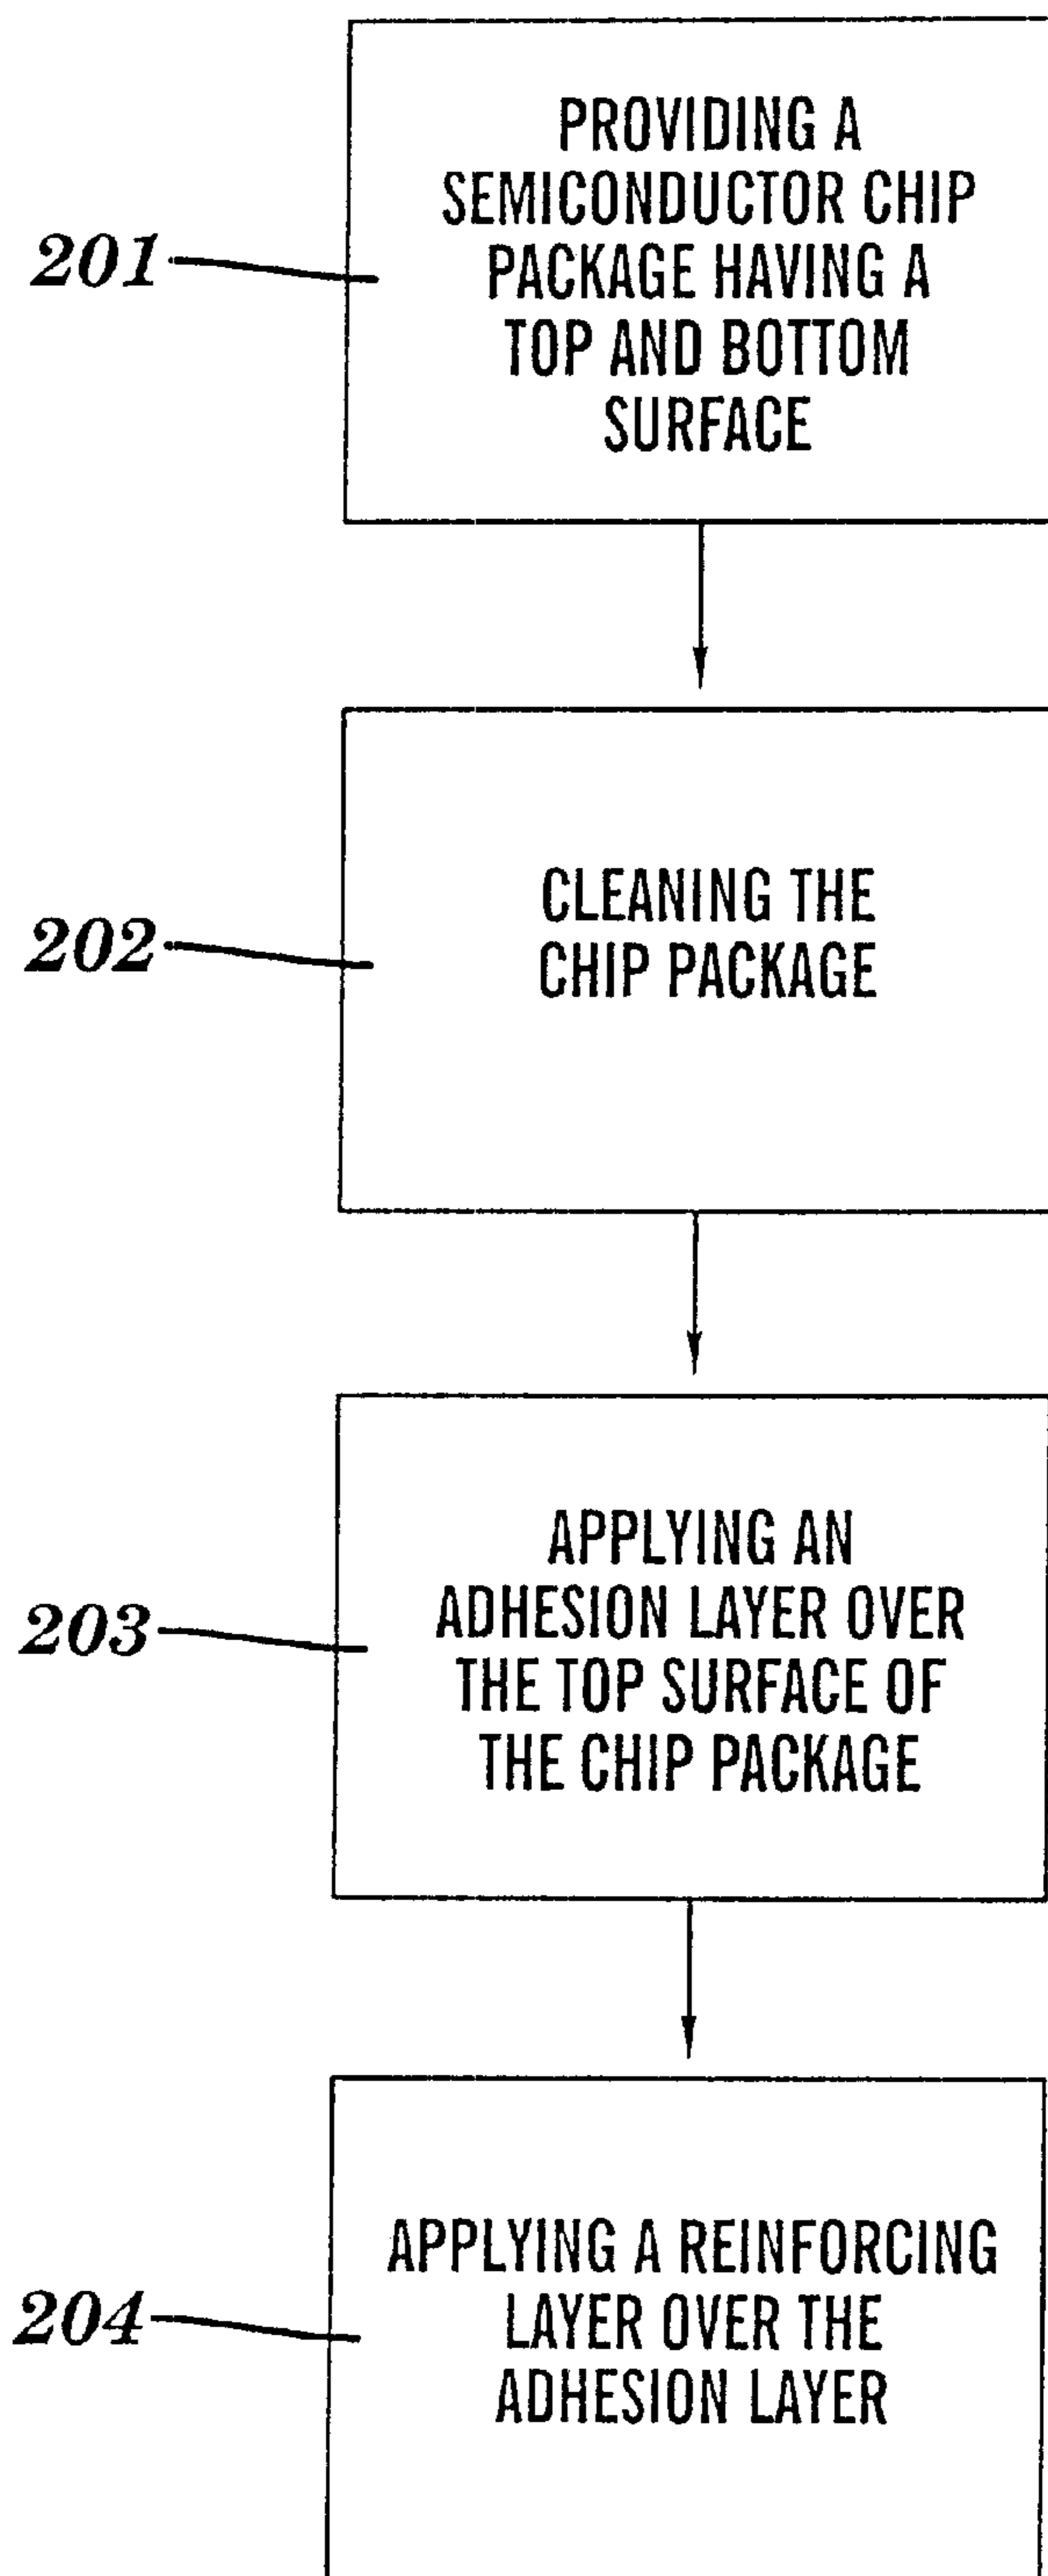 PROVIDING A
SEMICONDUCTOR CHIP
PACKAGE HAVING A
TOP AND BOTTOM
SURFACE
201
CLEANING THE
CHIP PACKAGE
202
APPLYING AN
ADHESION LAYER OVER
THE TOP SURFACE OF
THE CHIP PACKAGE
203
APPLYING A REINFORCING
LAYER OVER THE
ADHESION LAYER
204